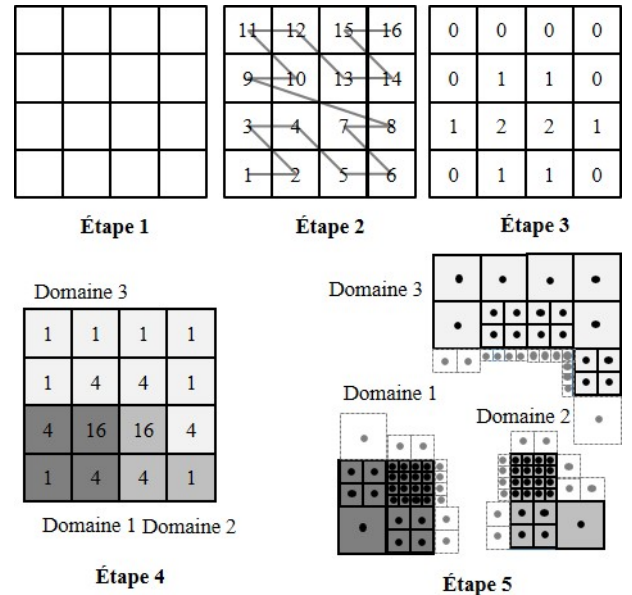 11 12 15 16
9 10 13 14
3 4 7 8
1 2 5 6
0 0 0 0
0 1 1 0
1 2 2 1
0 1 1 0
Étape 1
Étape 2
Étape 3
Domaine 3
1 1 1 1
1 4 4 1
4 16 16 4
1 4 4 1
Domaine 1 Domaine 2
Étape 4
Domaine 3
Domaine 1
Domaine 2
Étape 5